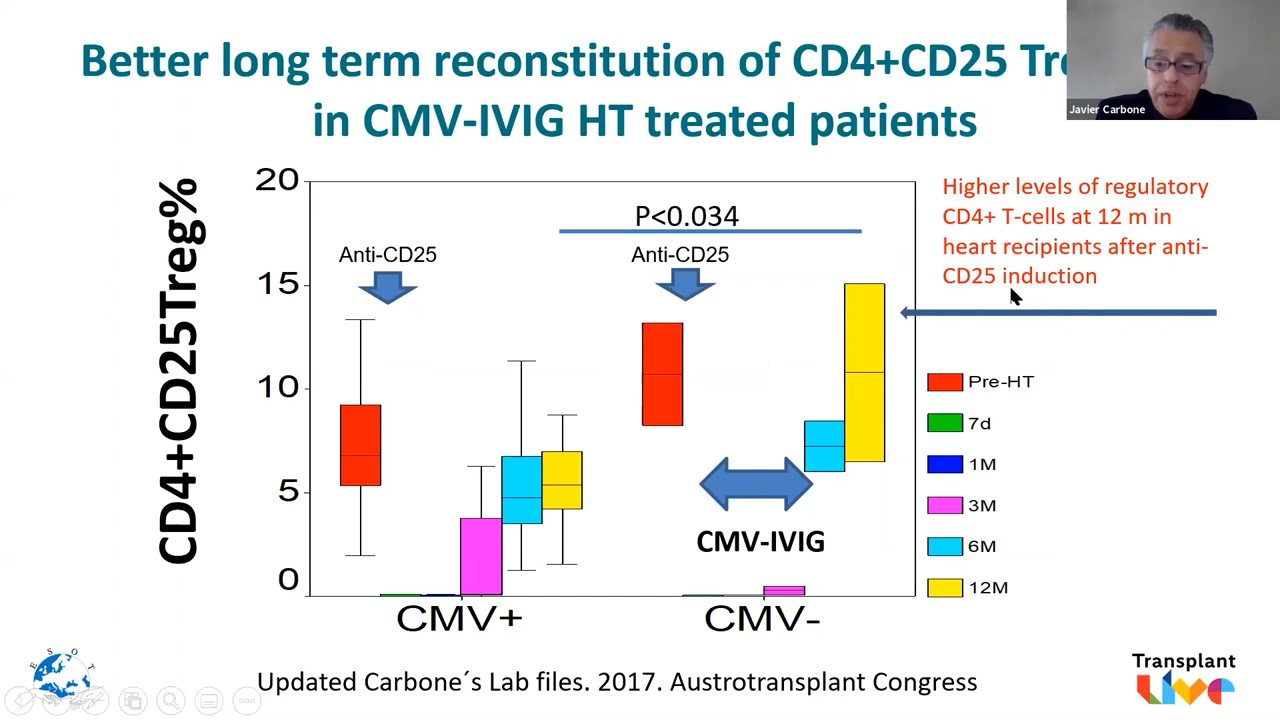 Better long term reconstitution of CD4+CD25
in CMV-IVIG HT treated patients
Javier Carbone
CD4+CD25Treg%
20
15
10
5
0
Anti-CD25
P<0.034
Anti-CD25
CMV-IVIG
CMV+
CMV-
Higher levels of regulatory
CD4+ T-cells at 12 m in
heart recipients after anti-
CD25 induction
Pre-HT
7d
1M
3M
6M
12M
ESOT
Updated Carbone´s Lab files. 2017. Austrotransplant Congress
Transplant
Live